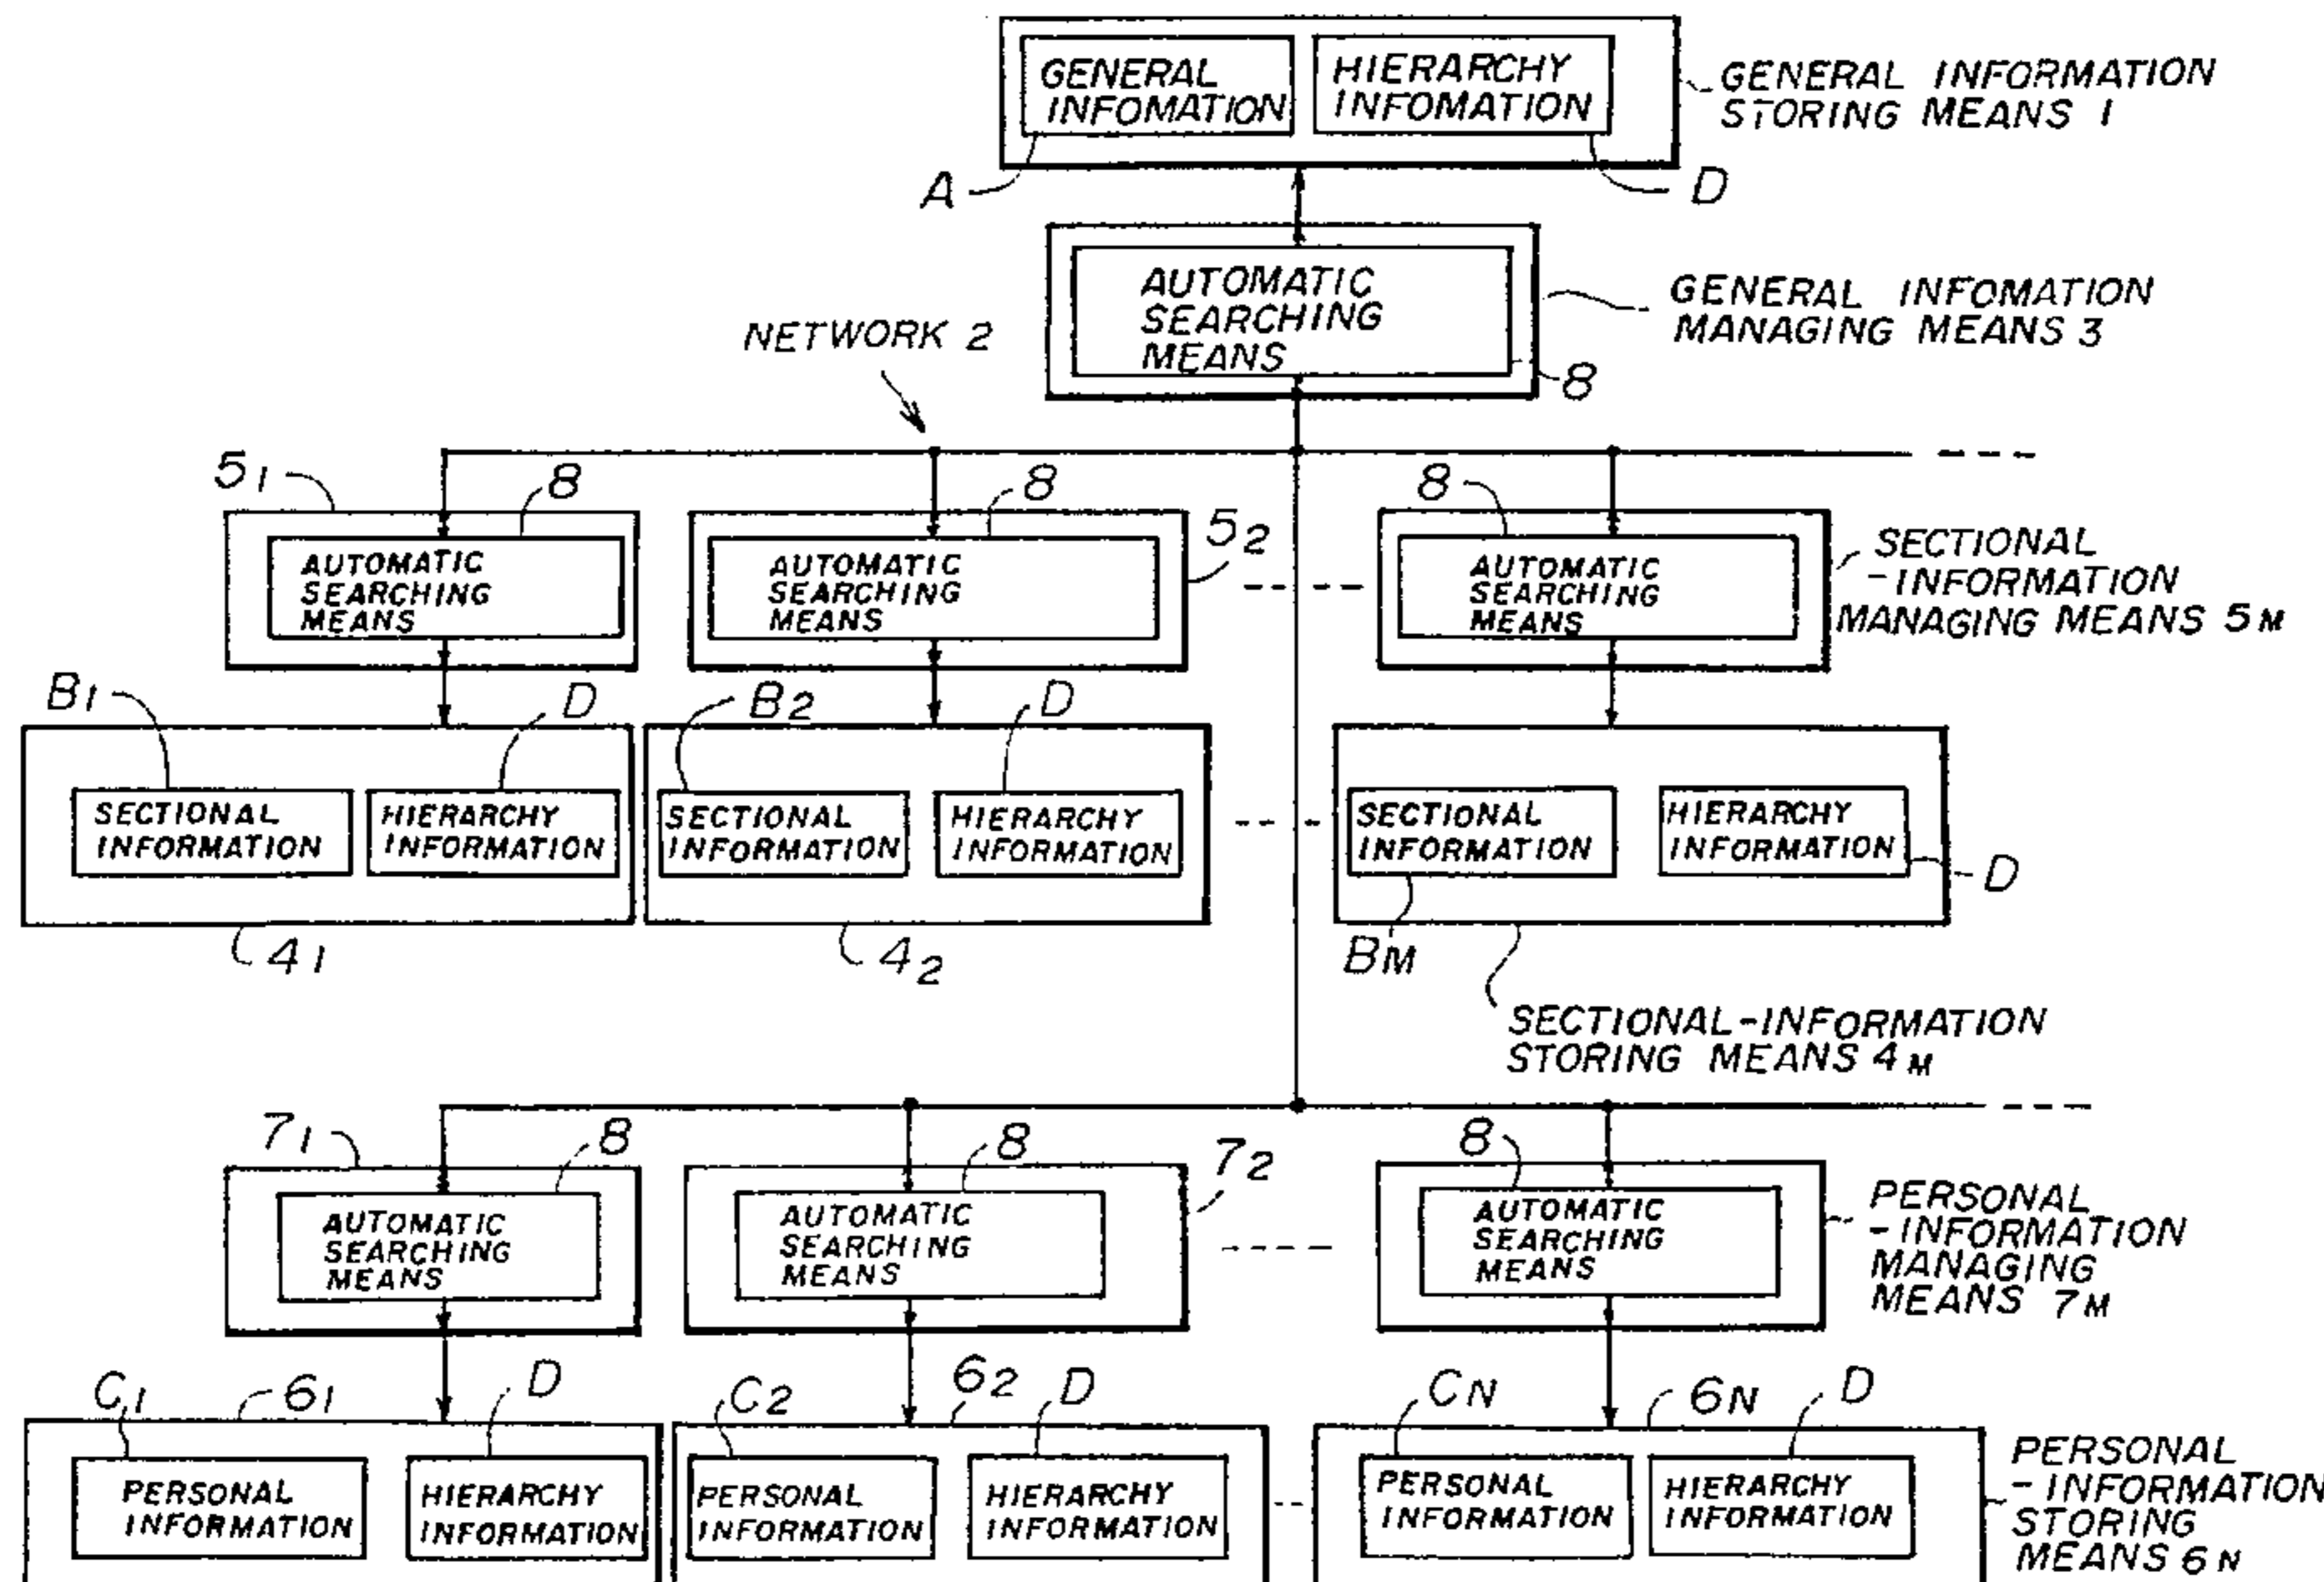 GENERAL
INFOMATION
HIERARCHY
INFOMATION
GENERAL INFORMATION
STORING MEANS 1
A
D
AUTOMATIC
SEARCHING
MEANS
GENERAL INFOMATION
MANAGING MEANS 3
8
NETWORK 2
51
8
8
52
8
AUTOMATIC
SEARCHING
MEANS
AUTOMATIC
SEARCHING
MEANS
AUTOMATIC
SEARCHING
MEANS
SECTIONAL
-INFORMATION
MANAGING MEANS 5M
B1
D
B2
D
SECTIONAL
INFORMATION
HIERARCHY
INFORMATION
SECTIONAL
INFORMATION
HIERARCHY
INFORMATION
SECTIONAL
INFORMATION
HIERARCHY
INFORMATION
D
41
42
BM
SECTIONAL-INFORMATION
STORING MEANS 4M
71
8
8
72
8
AUTOMATIC
SEARCHING
MEANS
AUTOMATIC
SEARCHING
MEANS
AUTOMATIC
SEARCHING
MEANS
PERSONAL
-INFORMATION
MANAGING
MEANS 7M
C1
61
D
C2
62
D
CN
6N
D
PERSONAL
INFORMATION
HIERARCHY
INFORMATION
PERSONAL
INFORMATION
HIERARCHY
INFORMATION
PERSONAL
INFORMATION
HIERARCHY
INFORMATION
PERSONAL
-INFORMATION
STORING
MEANS 6N